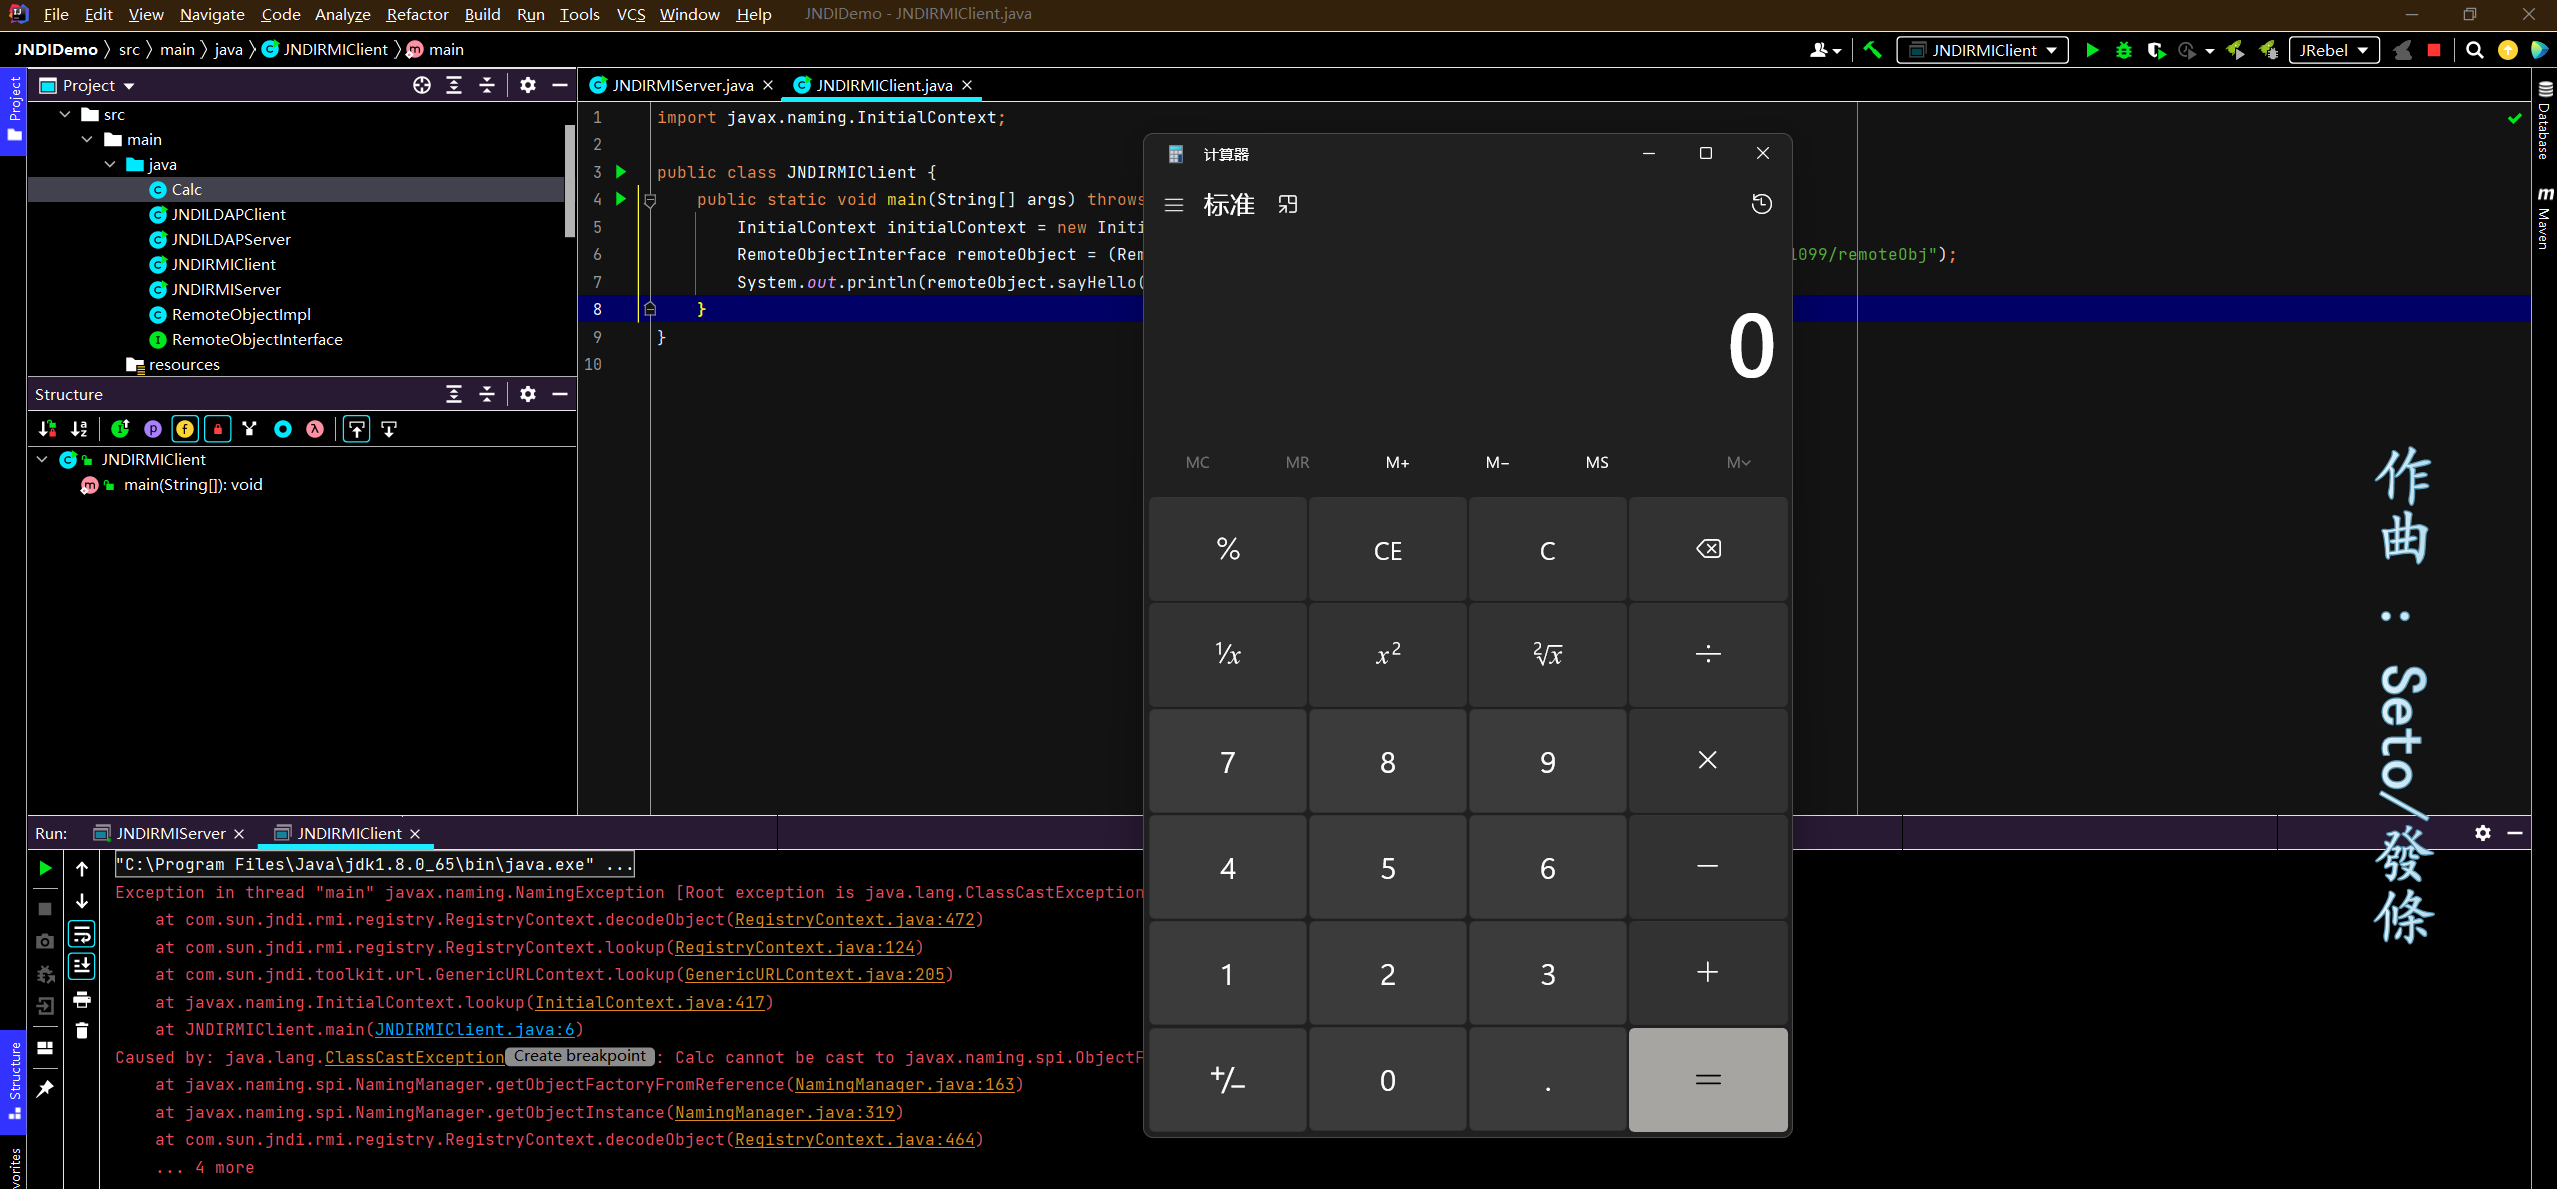 File Edit View Navigate Code Analyze Refactor Build Run Tools VCS Window Help JNDIDemo - JNDIRMIClient.java
JNDIDemo src main java JNDIRMIClient main
JNDIRMIClient
JRebel
Project
Project
src
main
java
Calc
JNDILDAPClient
JNDILDAPServer
JNDIRMIClient
JNDIRMIServer
RemoteObjectImpl
RemoteObjectInterface
resources
Structure
JNDIRMIClient
main(String[]): void
JNDIRMIServer.java
JNDIRMIClient.java
1 import javax.naming.InitialContext;
2
3 public class JNDIRMIClient {
4 public static void main(String[] args) throws
5 InitialContext initialContext = new Initi
6 RemoteObjectInterface remoteObject = (Rem 1099/remoteObj");
7 System.out.println(remoteObject.sayHello(
8 }
9 }
10
Database
Maven
计算器
标准
0
MC MR M+ M− MS M
% CE C
¹⁄x x² ²√x ÷
7 8 9 ×
4 5 6 −
1 2 3 +
+/− 0 . =
作曲 : Seto/發條
Run: JNDIRMIServer JNDIRMIClient
"C:\Program Files\Java\jdk1.8.0_65\bin\java.exe" ...
Exception in thread "main" javax.naming.NamingException [Root exception is java.lang.ClassCastException
at com.sun.jndi.rmi.registry.RegistryContext.decodeObject(RegistryContext.java:472)
at com.sun.jndi.rmi.registry.RegistryContext.lookup(RegistryContext.java:124)
at com.sun.jndi.toolkit.url.GenericURLContext.lookup(GenericURLContext.java:205)
at javax.naming.InitialContext.lookup(InitialContext.java:417)
at JNDIRMIClient.main(JNDIRMIClient.java:6)
Caused by: java.lang.ClassCastException Create breakpoint : Calc cannot be cast to javax.naming.spi.ObjectF
at javax.naming.spi.NamingManager.getObjectFactoryFromReference(NamingManager.java:163)
at javax.naming.spi.NamingManager.getObjectInstance(NamingManager.java:319)
at com.sun.jndi.rmi.registry.RegistryContext.decodeObject(RegistryContext.java:464)
... 4 more
Structure
vorites